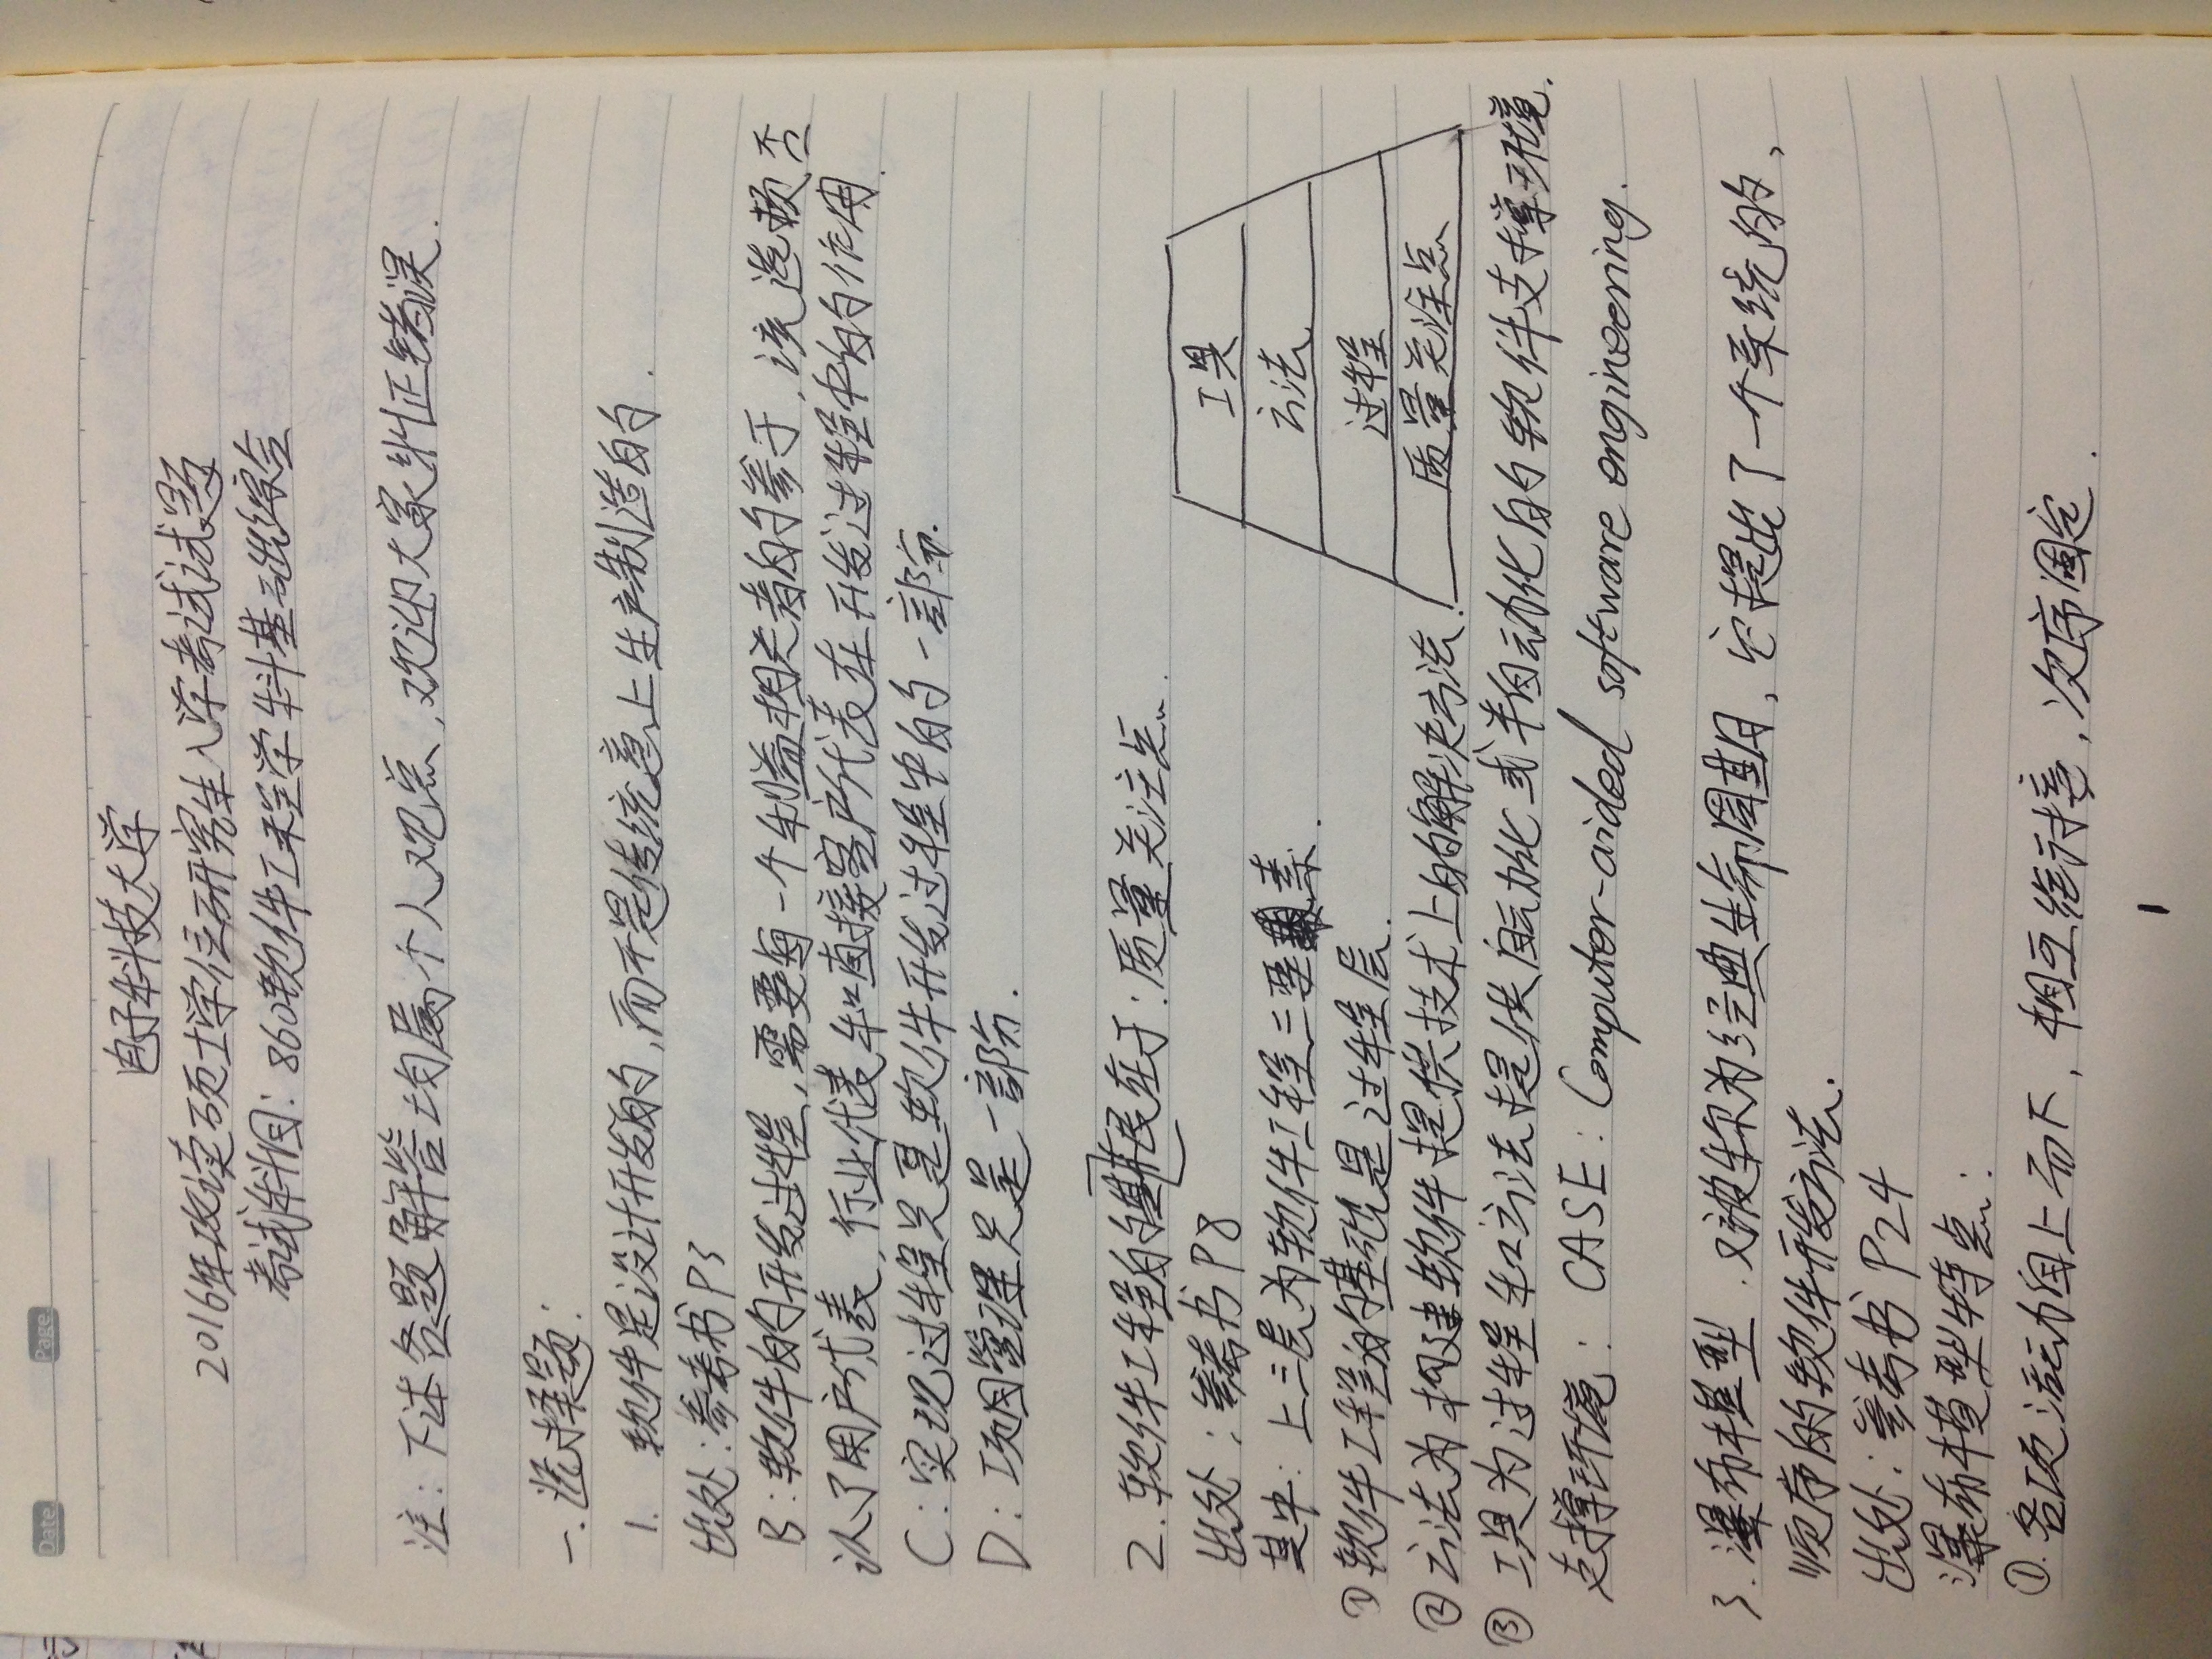 Date. Page.
电子科技大学
2016年攻读硕士学位研究生入学考试试题
考试科目：860软件工程学科基础综合
注：下述各题解答均属个人观点，欢迎大家纠正错误.
一.选择题：
1. 软件是设计开发的,而不是传统意上生产制造的.
出处：参考书P3
B：软件的开发过程,需要每一个利益相关者的参于,该选项否
认了用户代表,行业代表和直接客户代表在开发过程中的作用.
C：实现过程只是软件开发过程中的一部分.
D：项目管理只是一部分.
2.软件工程的根基在于：质量关注点.
出处：参考书P8
工具
其中：上三层为软件工程三要素.
方法
①软件工程的基础是过程层.
过程
②方法为构建软件提供技术上的解决方法.
质量关注点
③工具为过程和方法提供自动化或半自动化的软件支撑环境.
支撑环境：CASE：Computer-aided software engineering.
3.瀑布模型.又被称为经典生命周期,它提出了一个系统的,
顺序的软件开发方法.
出处：参考书P24
瀑布模型特点：
①.各项活动自上而下,相互衔接,次序固定.
1